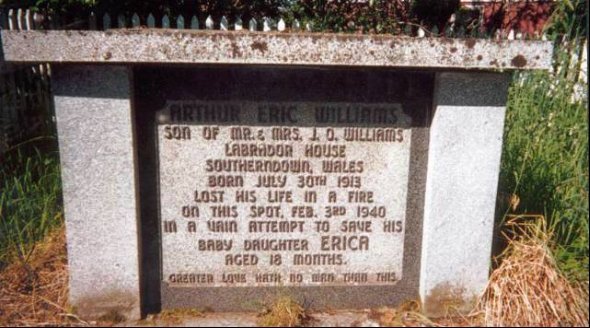 ARTHUR ERIC WILLIAMS
SON OF MR. & MRS. J. O. WILLIAMS
LABRADOR HOUSE
SOUTHERNDOWN, WALES
BORN JULY 30TH 1913
LOST HIS LIFE IN A FIRE
ON THIS SPOT, FEB. 3RD 1940
IN A VAIN ATTEMPT TO SAVE HIS
BABY DAUGHTER ERICA
AGED 18 MONTHS.
GREATER LOVE HATH NO MAN THAN THIS.